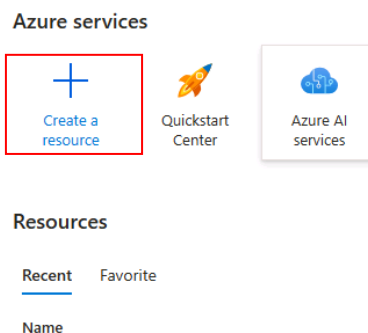 Azure services
Create a
resource
Quickstart
Center
Azure AI
services
Resources
Recent Favorite
Name